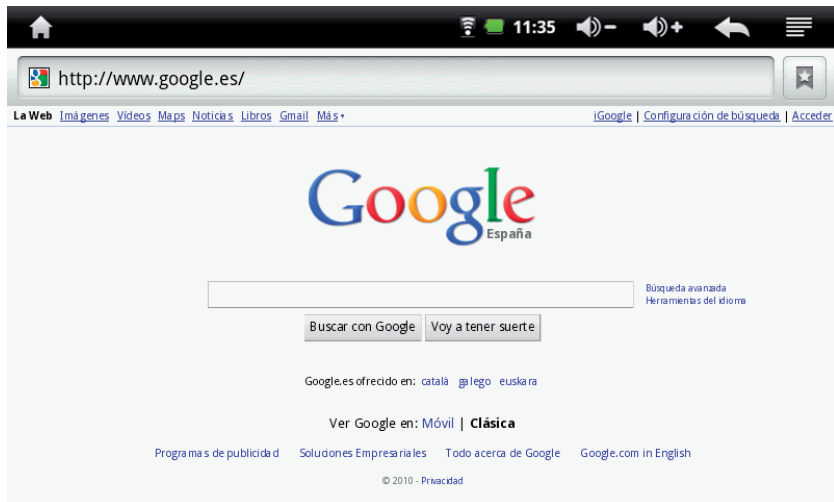 11:35
http://www.google.es/
La Web Imágenes Vídeos Maps Noticias Libros Gmail Más iGoogle | Configuración de búsqueda | Acceder
Google
España
Búsqueda avanzada
Herramientas del idioma
Buscar con Google Voy a tener suerte
Google.es ofrecido en: català galego euskara
Ver Google en: Móvil | Clásica
Programas de publicidad Soluciones Empresariales Todo acerca de Google Google.com in English
© 2010 - Privacidad